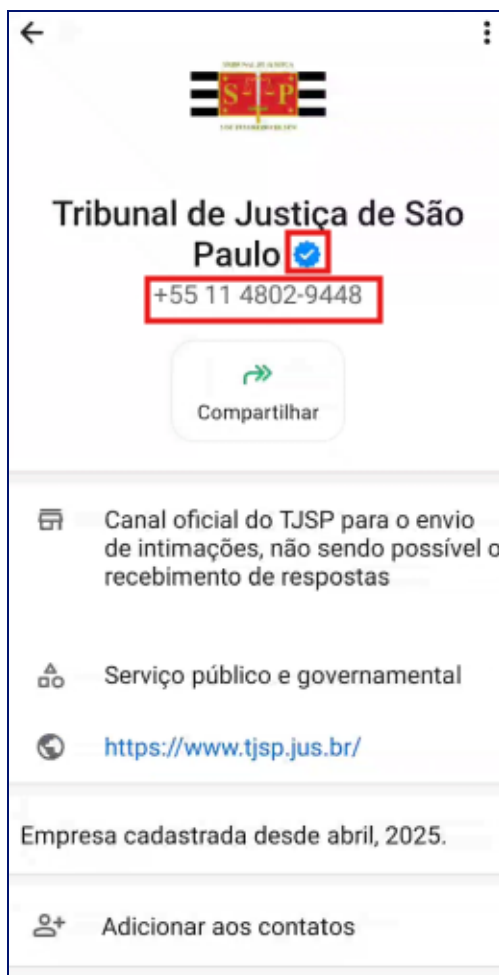 S P
Tribunal de Justiça de São
Paulo
+55 11 4802-9448
Compartilhar
Canal oficial do TJSP para o envio
de intimações, não sendo possível o
recebimento de respostas
Serviço público e governamental
https://www.tjsp.jus.br/
Empresa cadastrada desde abril, 2025.
Adicionar aos contatos